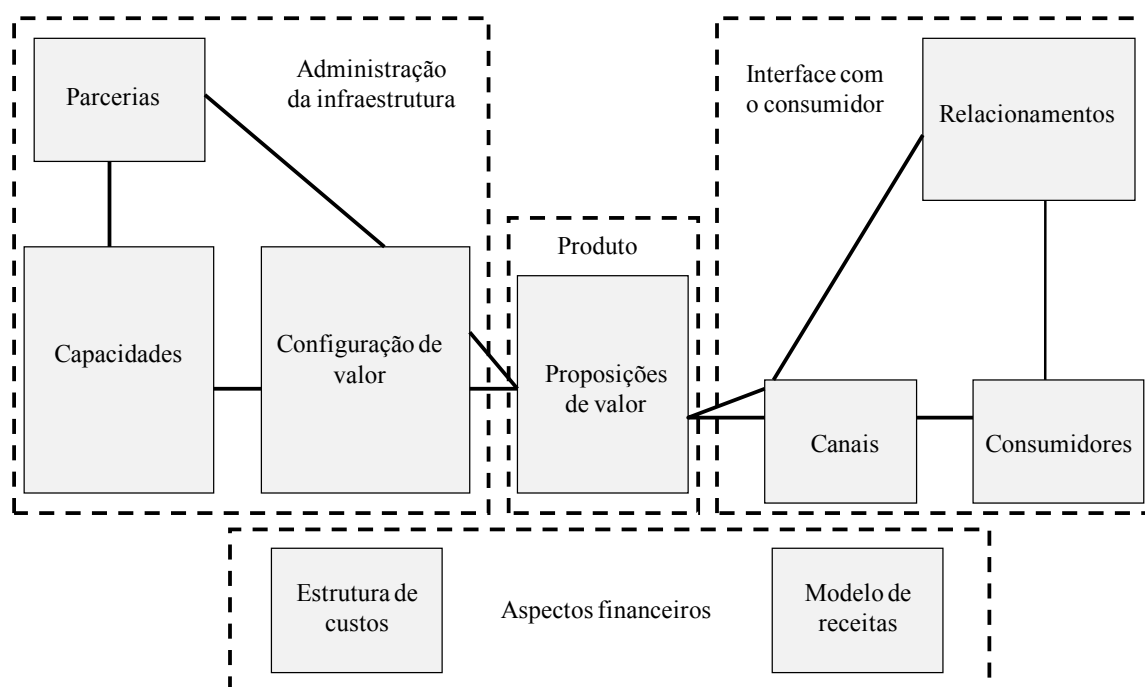 Parcerias
Administração
da infraestrutura
Interface com
o consumidor
Relacionamentos
Capacidades
Configuração de
valor
Produto
Proposições
de valor
Canais
Consumidores
Estrutura de
custos
Aspectos financeiros
Modelo de
receitas